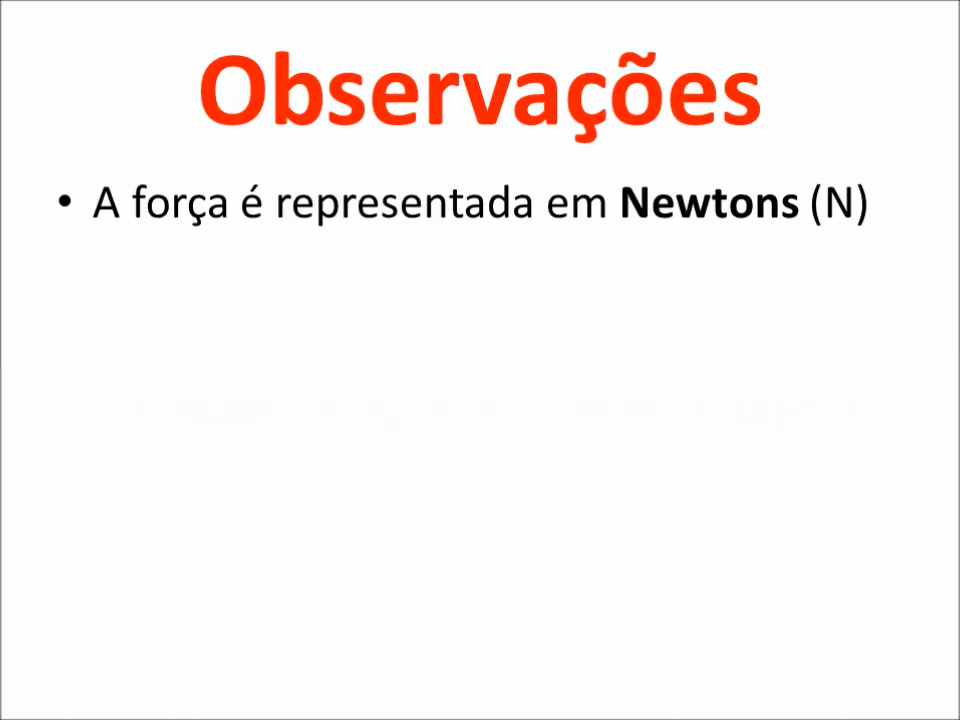 Observações
• A força é representada em Newtons (N)